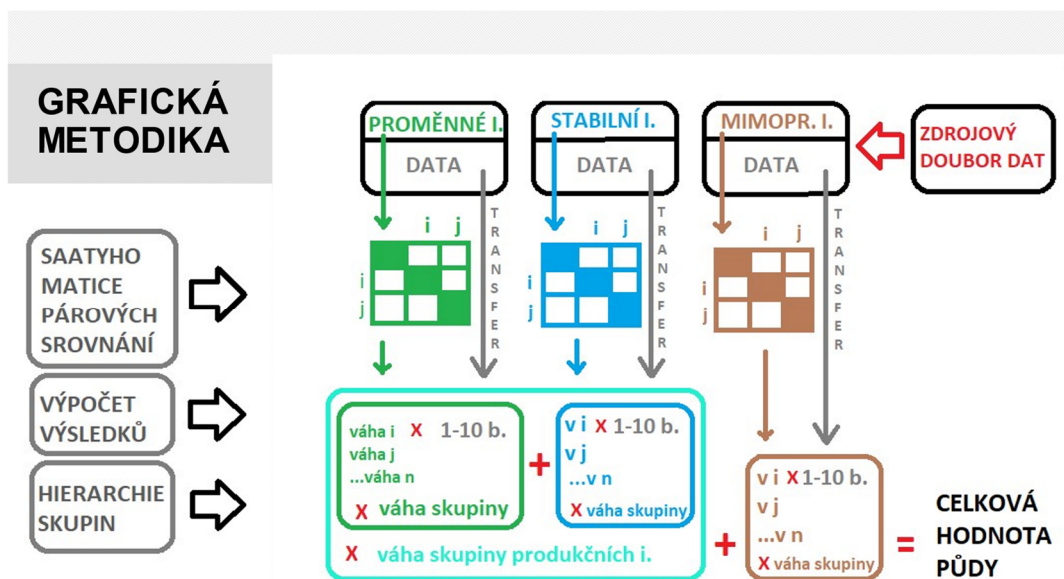 GRAFICKÁ
METODIKA
PROMĚNNÉ I.
DATA
STABILNÍ I.
DATA
MIMOPR. I.
DATA
ZDROJOVÝ
DOUBOR DAT
SAATYHO
MATICE
PÁROVÝCH
SROVNÁNÍ
i j
i
j
TRANSFER
i j
i
j
TRANSFER
i j
i
j
TRANSFER
VÝPOČET
VÝSLEDKŮ
HIERARCHIE
SKUPIN
váha i X 1-10 b.
váha j
...váha n
X váha skupiny
+
v i X 1-10 b.
v j
...v n
X váha skupiny
X váha skupiny produkčních i.
+
v i X 1-10 b.
v j
...v n
X váha skupiny
=
CELKOVÁ
HODNOTA
PŮDY